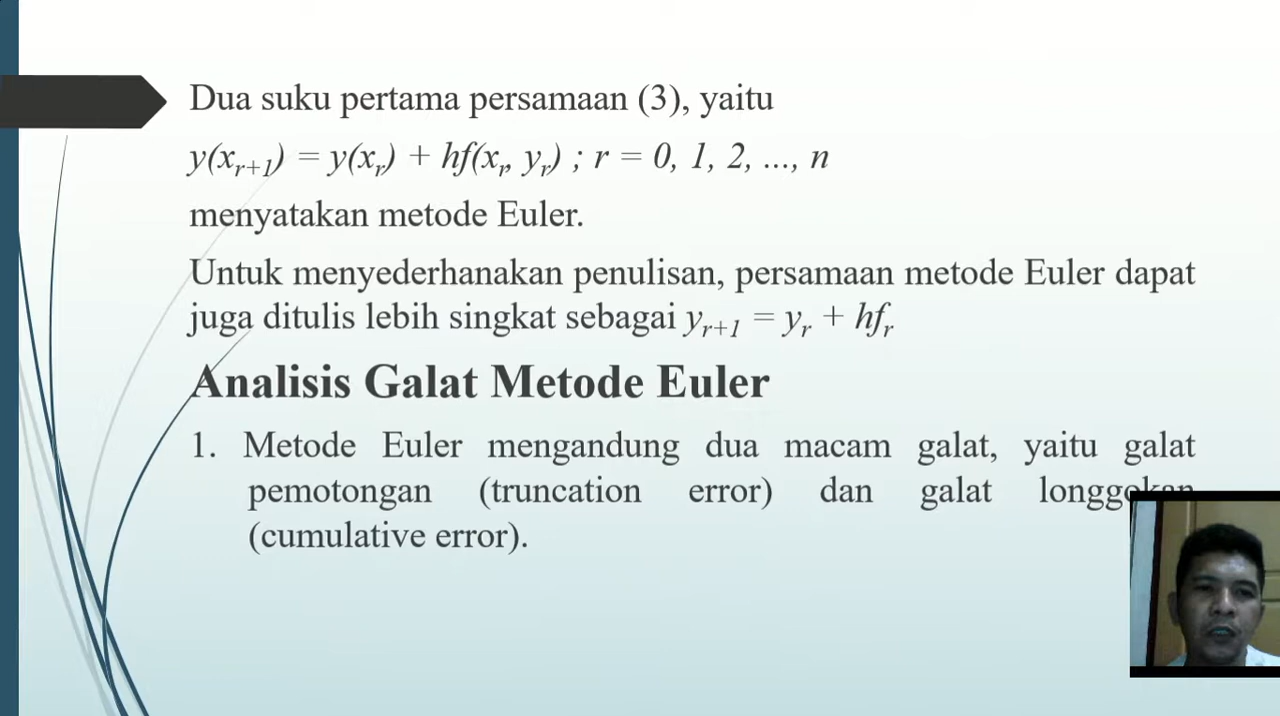 Dua suku pertama persamaan (3), yaitu
y(xᵣ₊₁) = y(xᵣ) + hf(xᵣ, yᵣ) ; r = 0, 1, 2, ..., n
menyatakan metode Euler.
Untuk menyederhanakan penulisan, persamaan metode Euler dapat
juga ditulis lebih singkat sebagai yᵣ₊₁ = yᵣ + hfᵣ
Analisis Galat Metode Euler
1. Metode Euler mengandung dua macam galat, yaitu galat
pemotongan (truncation error) dan galat longgokan
(cumulative error).